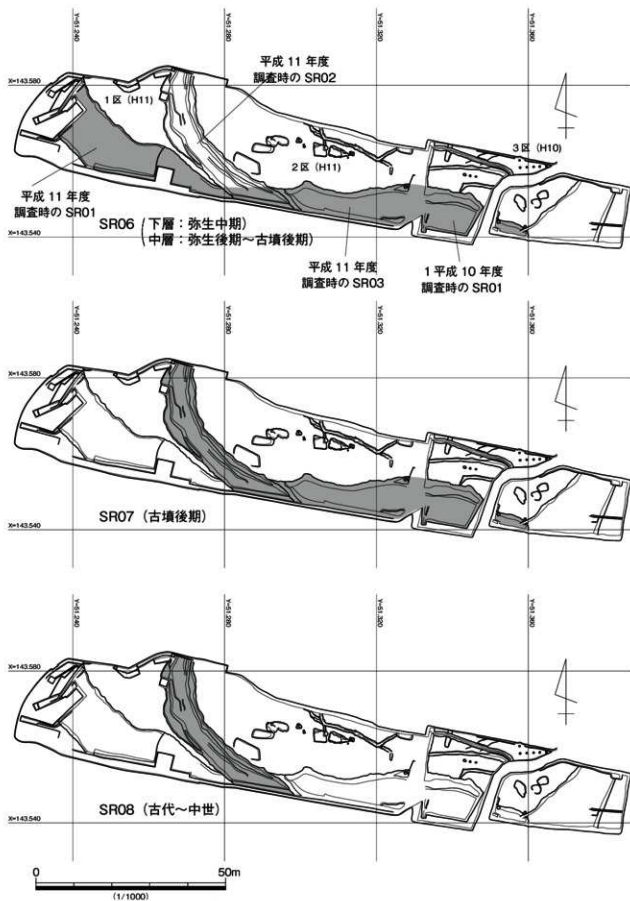 Y=51.240
Y=51.280
Y=51.320
Y=51.360
X=143.580
平成 11 年度
調査時の SR02
1区（H11）
2区（H11）
3区（H10）
平成 11 年度
調査時の SR01
X=143.540
SR06（下層：弥生中期）
（中層：弥生後期～古墳後期）
平成 11 年度
調査時の SR03
1平成 10 年度
調査時の SR01
Y=51.240
Y=51.280
Y=51.320
Y=51.360
X=143.580
X=143.540
SR07（古墳後期）
Y=51.240
Y=51.280
Y=51.320
Y=51.360
X=143.580
X=143.540
SR08（古代～中世）
0 50m
(1/1000)